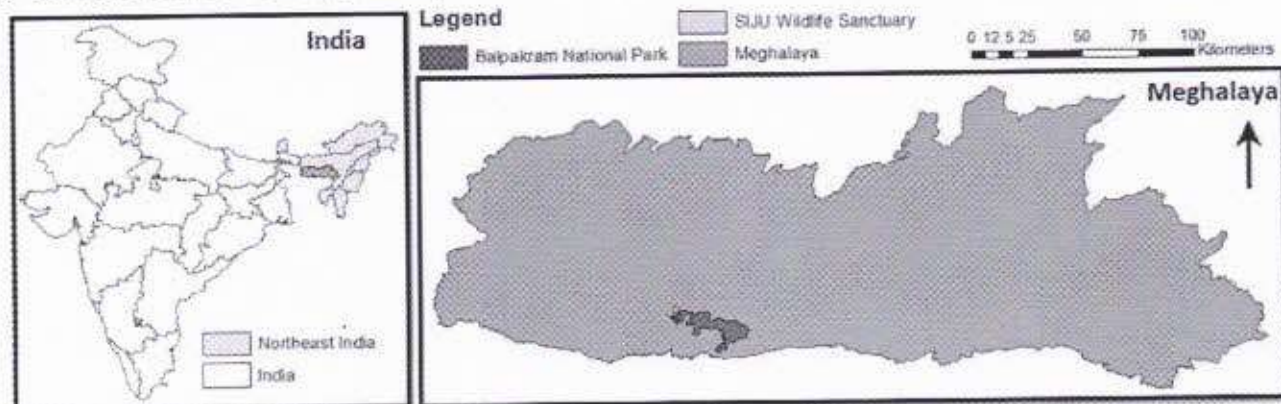 India
Northeast India
India
Legend
Balpakram National Park
SIJU Wildlife Sanctuary
Meghalaya
0 12.5 25 50 75 100
Kilometers
Meghalaya